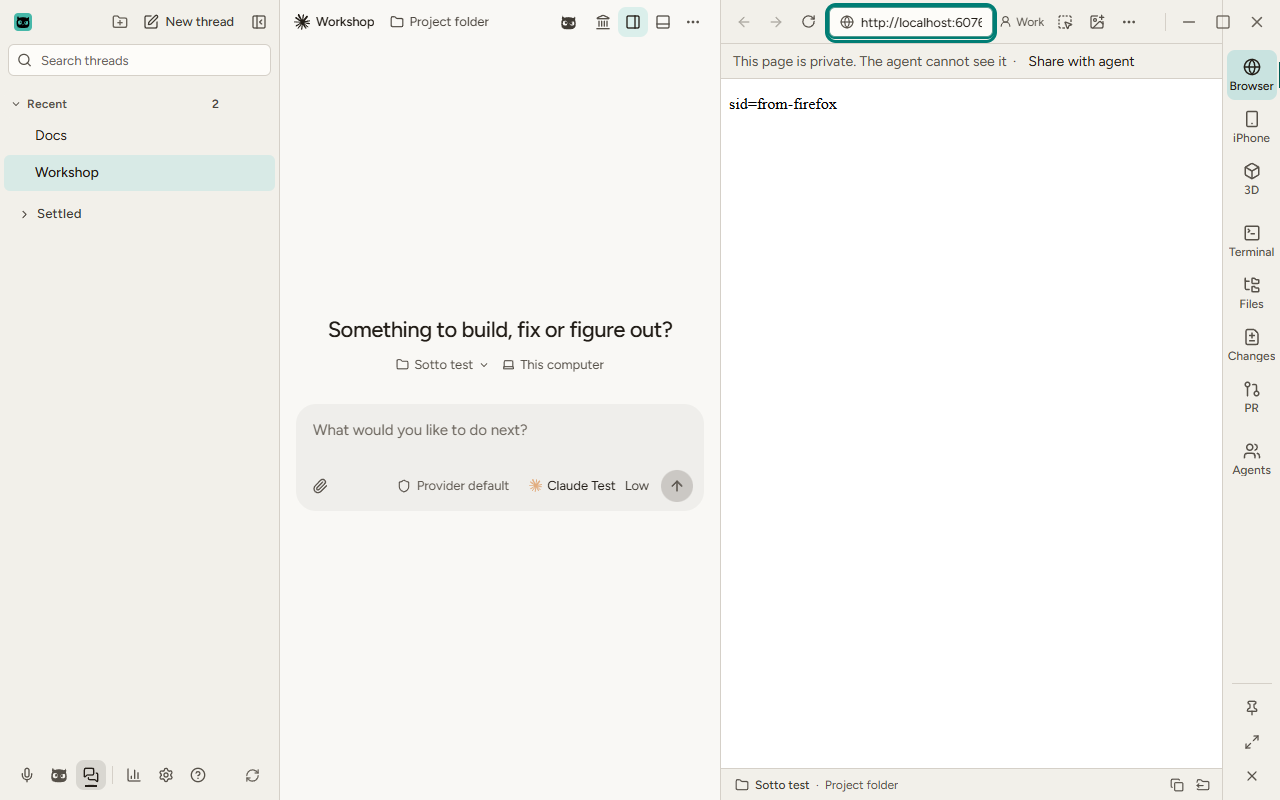 New thread
Search threads
Recent 2
Docs
Workshop
Settled
Workshop Project folder
Something to build, fix or figure out?
Sotto test This computer
What would you like to do next?
Provider default Claude Test Low
http://localhost:6076 Work
This page is private. The agent cannot see it · Share with agent
sid=from-firefox
Sotto test · Project folder
Browser
iPhone
3D
Terminal
Files
Changes
PR
Agents